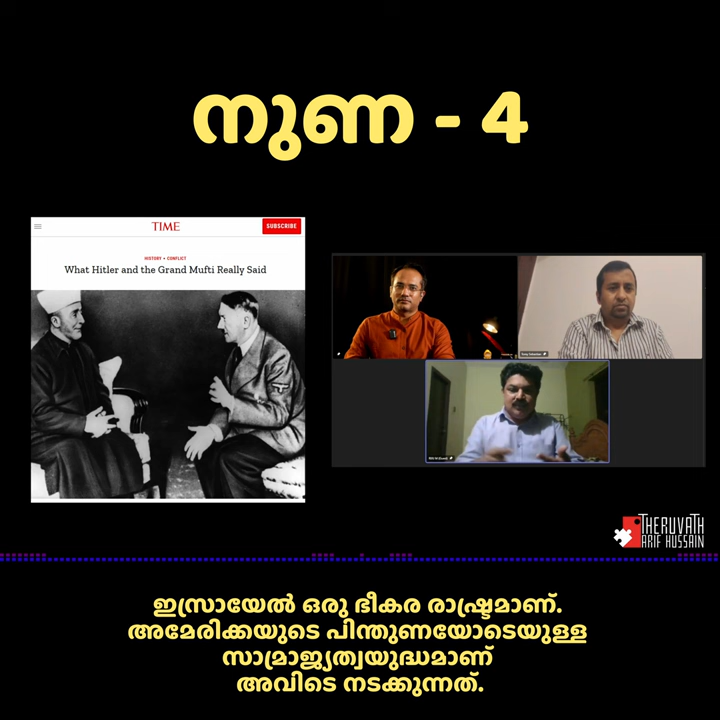 നുണ - 4
TIME
SUBSCRIBE
HISTORY • CONFLICT
What Hitler and the Grand Mufti Really Said
THERUVATH
ARIF HUSSAIN
ഇസ്രായേൽ ഒരു ഭീകര രാഷ്ട്രമാണ്.
അമേരിക്കയുടെ പിന്തുണയോടെയുള്ള
സാമ്രാജ്യത്വയുദ്ധമാണ്
അവിടെ നടക്കുന്നത്.